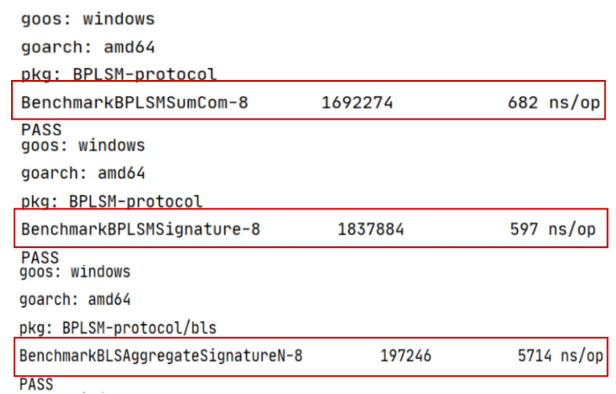 goos: windows
goarch: amd64
pkg: BPLSM-protocol
BenchmarkBPLSMSumCom-8 1692274 682 ns/op
PASS
goos: windows
goarch: amd64
pkg: BPLSM-protocol
BenchmarkBPLSMSignature-8 1837884 597 ns/op
PASS
goos: windows
goarch: amd64
pkg: BPLSM-protocol/bls
BenchmarkBLSAggregateSignatureN-8 197246 5714 ns/op
PASS